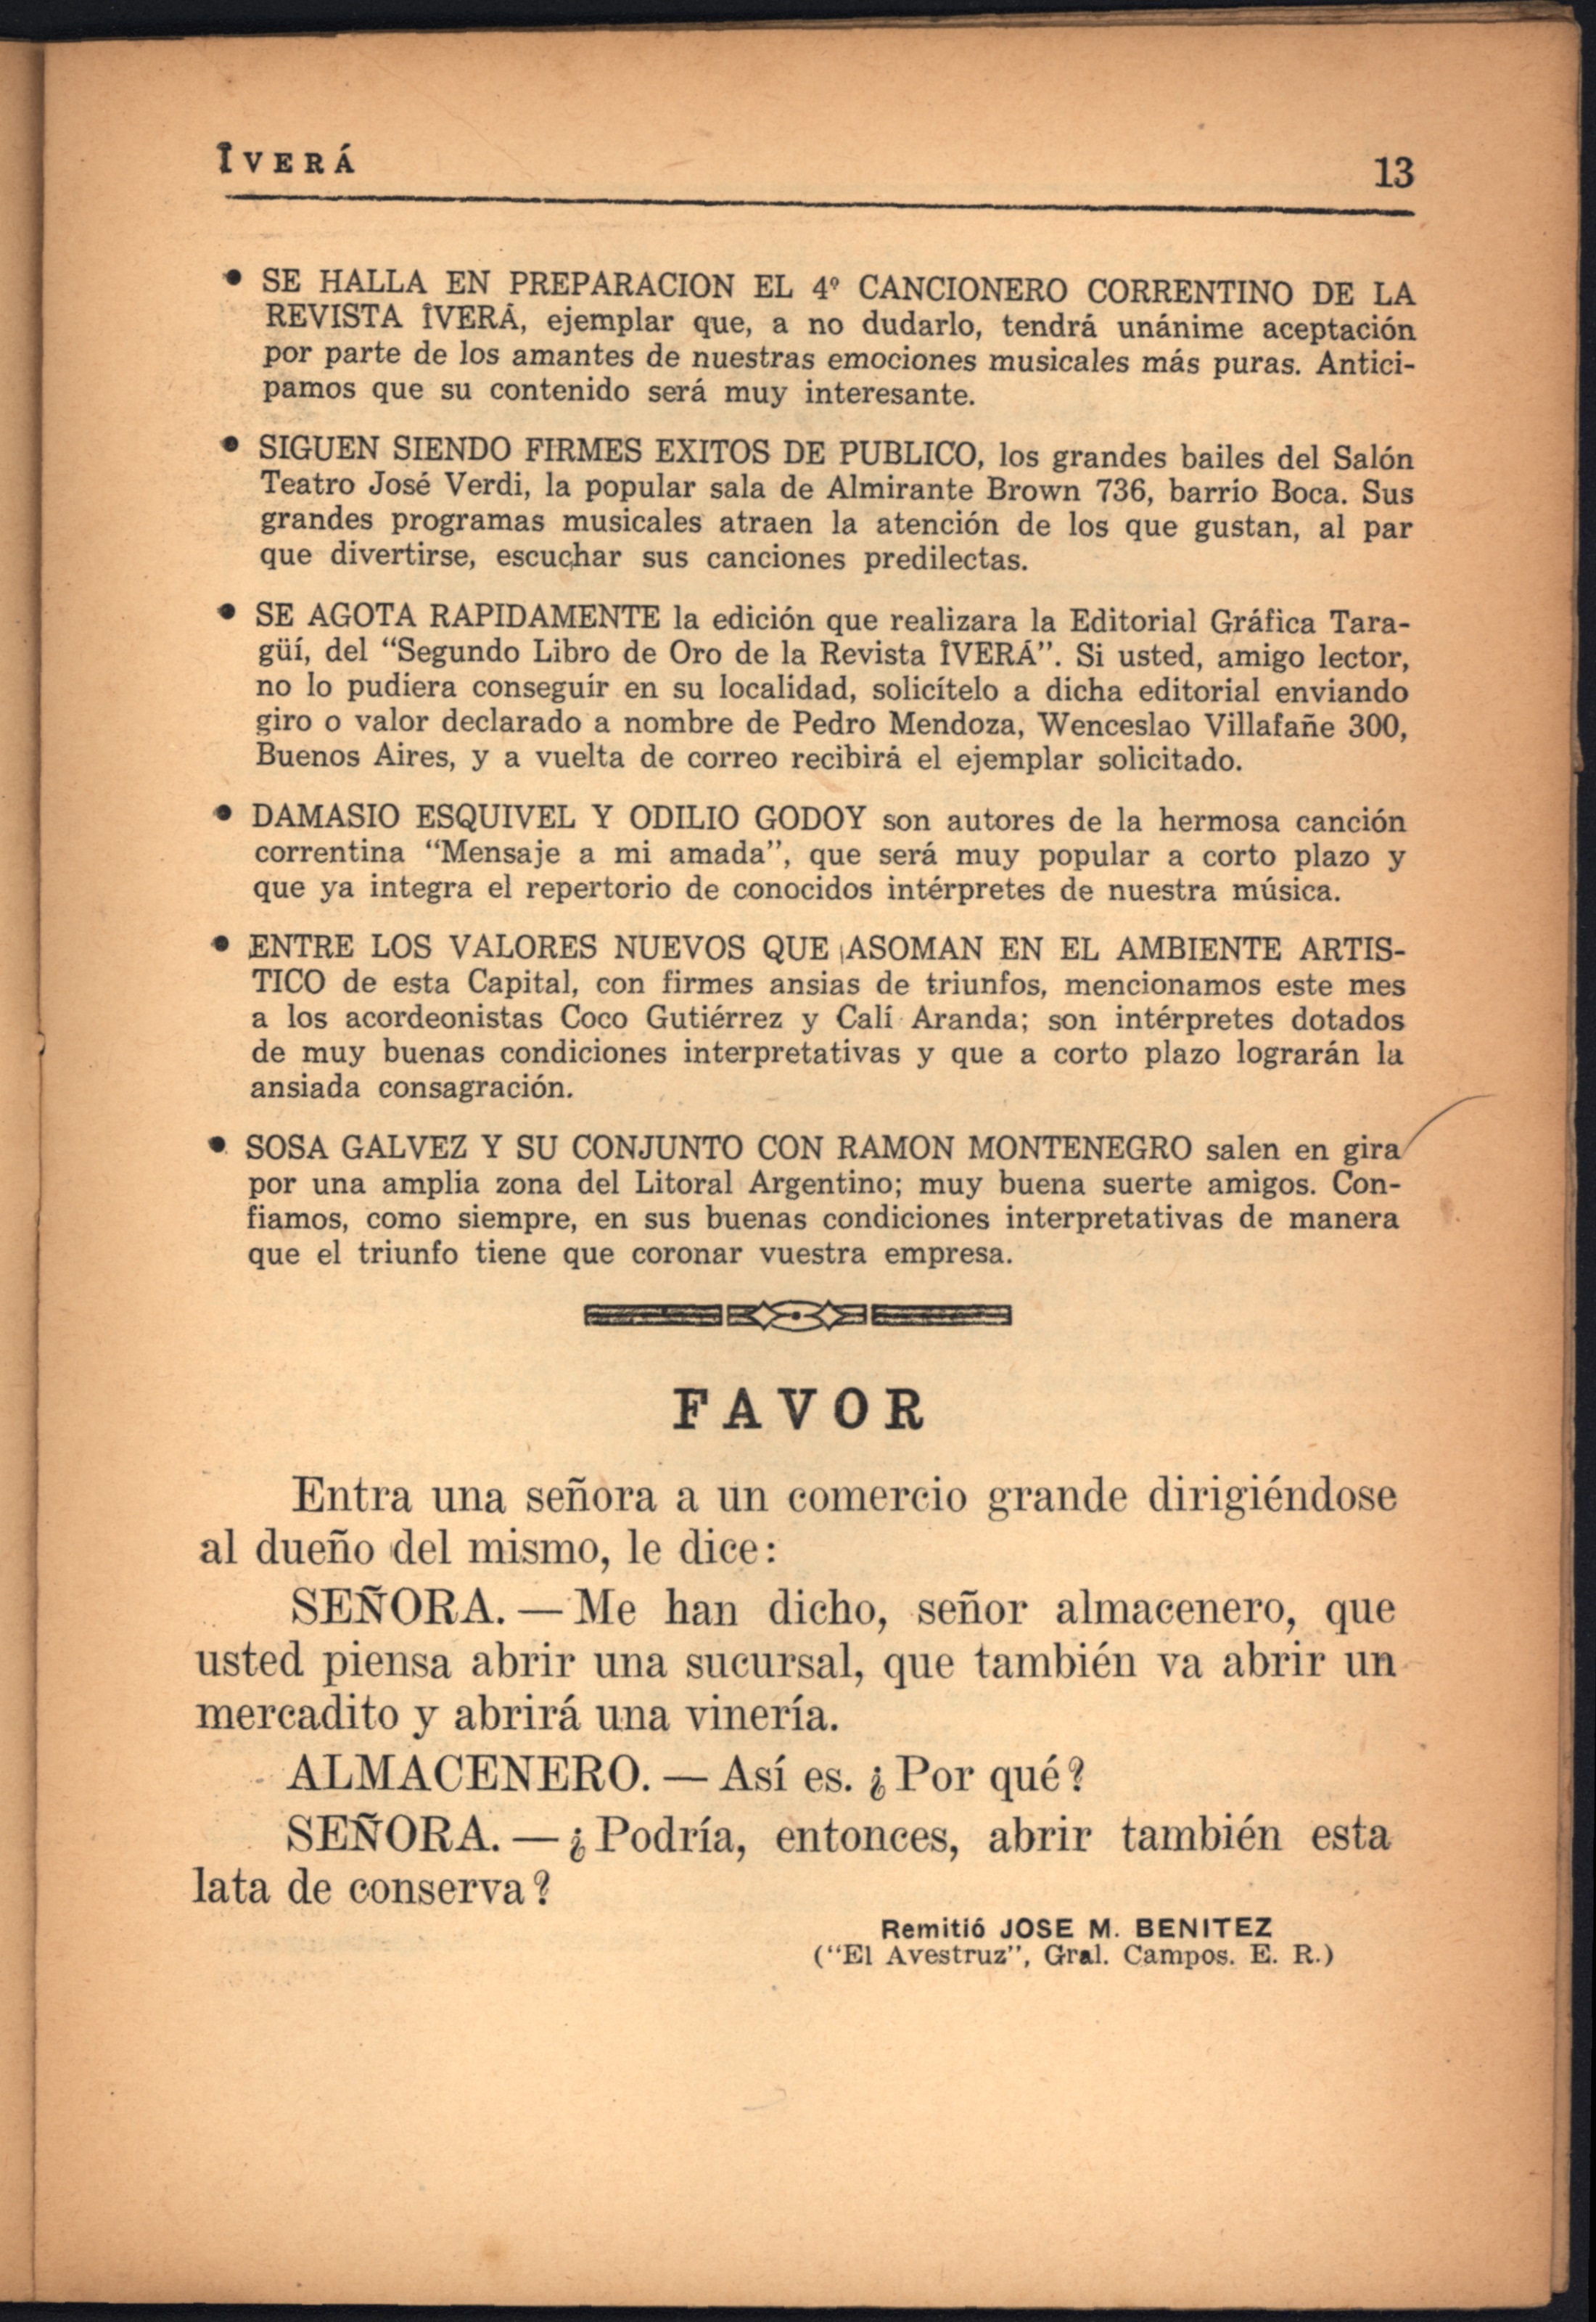 ÎVERÁ
13
• SE HALLA EN PREPARACION EL 4º CANCIONERO CORRENTINO DE LA
REVISTA ÎVERÁ, ejemplar que, a no dudarlo, tendrá unánime aceptación
por parte de los amantes de nuestras emociones musicales más puras. Antici-
pamos que su contenido será muy interesante.
• SIGUEN SIENDO FIRMES EXITOS DE PUBLICO, los grandes bailes del Salón
Teatro José Verdi, la popular sala de Almirante Brown 736, barrio Boca. Sus
grandes programas musicales atraen la atención de los que gustan, al par
que divertirse, escuchar sus canciones predilectas.
• SE AGOTA RAPIDAMENTE la edición que realizara la Editorial Gráfica Tara-
güí, del “Segundo Libro de Oro de la Revista ÎVERÁ”. Si usted, amigo lector,
no lo pudiera conseguir en su localidad, solicítelo a dicha editorial enviando
giro o valor declarado a nombre de Pedro Mendoza, Wenceslao Villafañe 300,
Buenos Aires, y a vuelta de correo recibirá el ejemplar solicitado.
• DAMASIO ESQUIVEL Y ODILIO GODOY son autores de la hermosa canción
correntina “Mensaje a mi amada”, que será muy popular a corto plazo y
que ya integra el repertorio de conocidos intérpretes de nuestra música.
• ENTRE LOS VALORES NUEVOS QUE ASOMAN EN EL AMBIENTE ARTIS-
TICO de esta Capital, con firmes ansias de triunfos, mencionamos este mes
a los acordeonistas Coco Gutiérrez y Calí Aranda; son intérpretes dotados
de muy buenas condiciones interpretativas y que a corto plazo lograrán la
ansiada consagración.
• SOSA GALVEZ Y SU CONJUNTO CON RAMON MONTENEGRO salen en gira
por una amplia zona del Litoral Argentino; muy buena suerte amigos. Con-
fiamos, como siempre, en sus buenas condiciones interpretativas de manera
que el triunfo tiene que coronar vuestra empresa.
FAVOR
Entra una señora a un comercio grande dirigiéndose
al dueño del mismo, le dice:
SEÑORA. — Me han dicho, señor almacenero, que
usted piensa abrir una sucursal, que también va abrir un
mercadito y abrirá una vinería.
ALMACENERO. — Así es. ¿Por qué?
SEÑORA. — ¿Podría, entonces, abrir también esta
lata de conserva?
Remitió JOSE M. BENITEZ
(“El Avestruz”, Gral. Campos. E. R.)